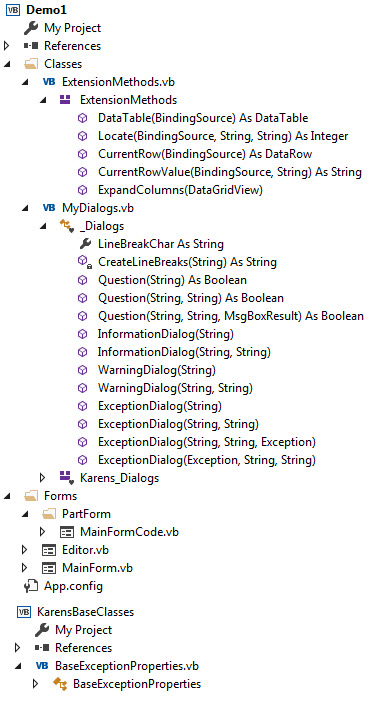 VB Demo1
My Project
References
Classes
VB ExtensionMethods.vb
ExtensionMethods
DataTable(BindingSource) As DataTable
Locate(BindingSource, String, String) As Integer
CurrentRow(BindingSource) As DataRow
CurrentRowValue(BindingSource, String) As String
ExpandColumns(DataGridView)
VB MyDialogs.vb
_Dialogs
LineBreakChar As String
CreateLineBreaks(String) As String
Question(String) As Boolean
Question(String, String) As Boolean
Question(String, String, MsgBoxResult) As Boolean
InformationDialog(String)
InformationDialog(String, String)
WarningDialog(String)
WarningDialog(String, String)
ExceptionDialog(String)
ExceptionDialog(String, String)
ExceptionDialog(String, String, Exception)
ExceptionDialog(Exception, String, String)
Karens_Dialogs
Forms
PartForm
MainFormCode.vb
Editor.vb
MainForm.vb
App.config
VB KarensBaseClasses
My Project
References
VB BaseExceptionProperties.vb
BaseExceptionProperties